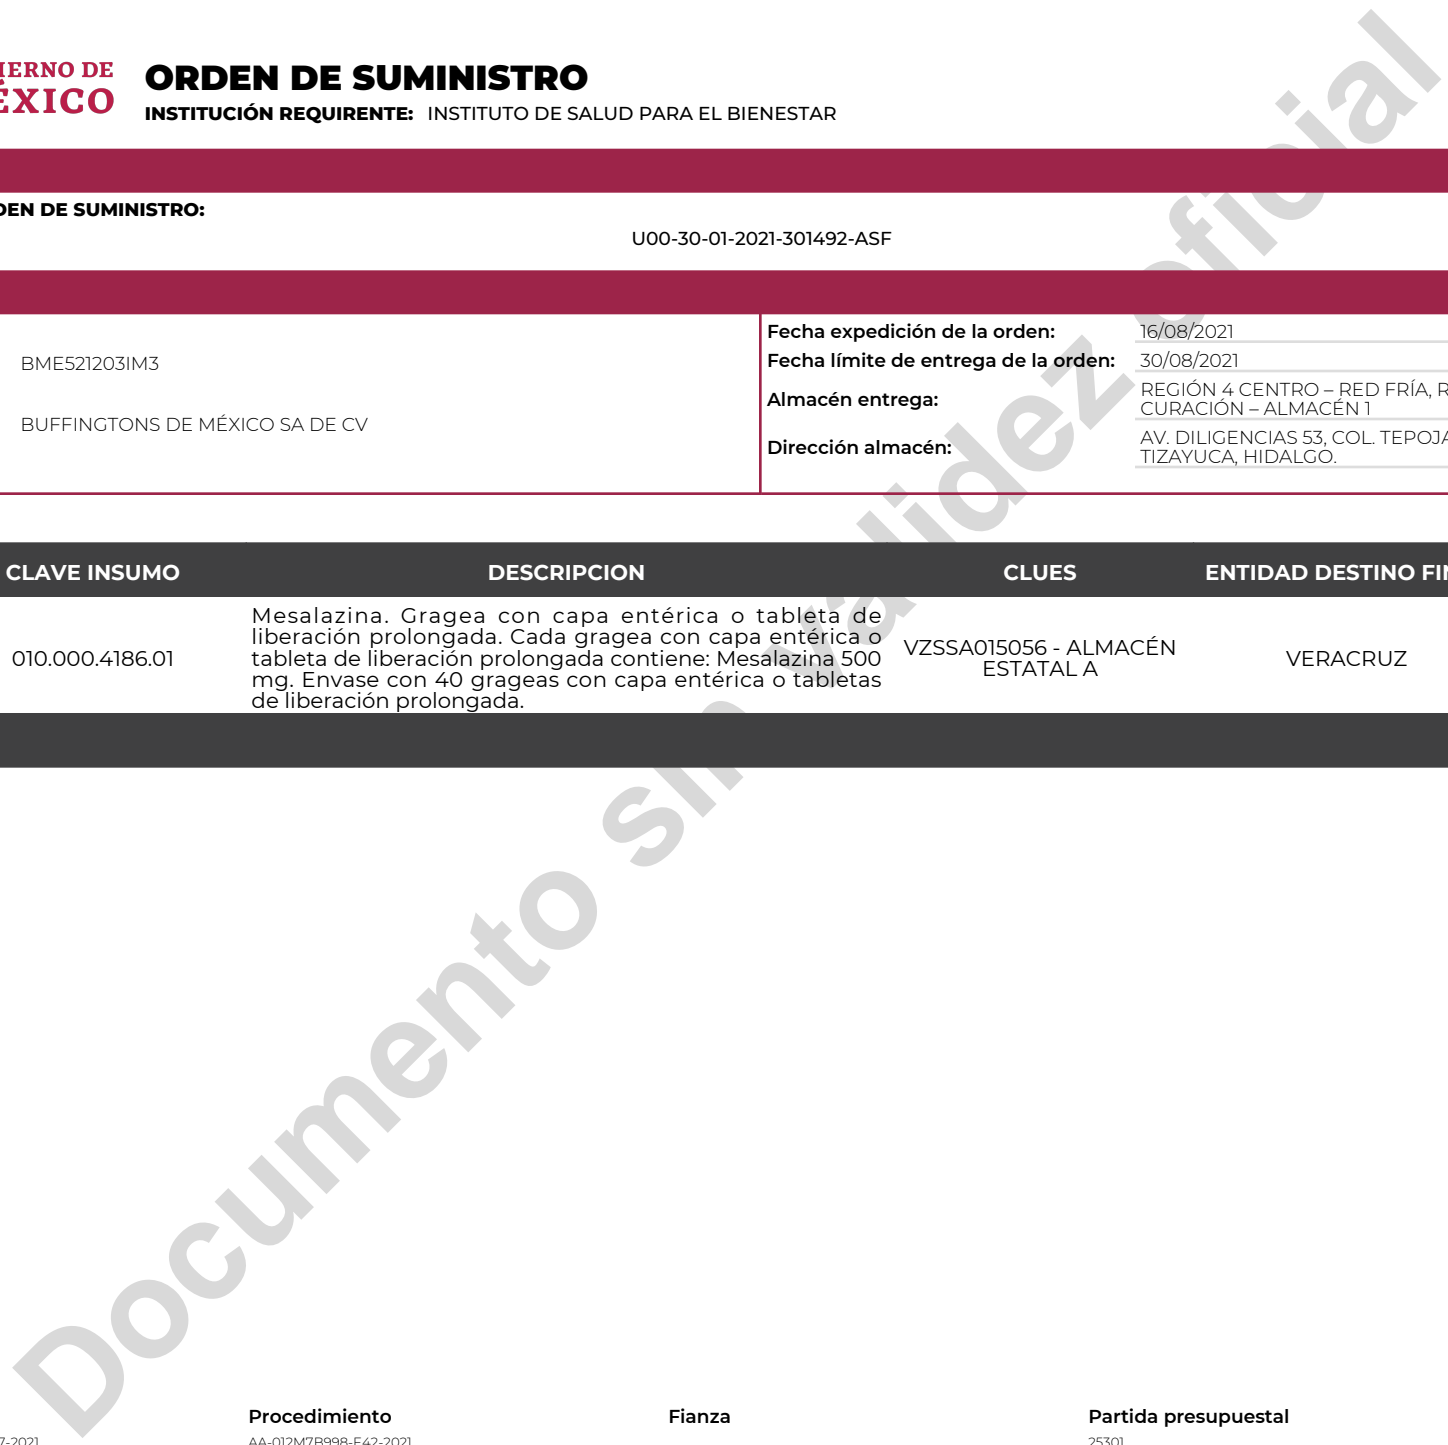 ORDEN DE SUMINISTRO
INSTITUCIÓN REQUIRENTE: INSTITUTO DE SALUD PARA EL BIENESTAR
DE SUMINISTRO:
U00-30-01-2021-301492-ASF
BME521203IM3
BUFFINGTONS DE MÉXICO SA DE CV
Fecha expedición de la orden: 16/08/2021
Fecha límite de entrega de la orden: 30/08/2021
Almacén entrega: REGIÓN 4 CENTRO – RED FRÍA,
CURACIÓN – ALMACÉN 1
Dirección almacén: AV. DILIGENCIAS 53, COL.
TIZAYUCA, HIDALGO.
CLAVE INSUMO DESCRIPCION CLUES ENTIDAD DESTINO
010.000.4186.01
Mesalazina. Gragea con capa entérica o tableta de
liberación prolongada. Cada gragea con capa entérica o
tableta de liberación prolongada contiene: Mesalazina 500
mg. Envase con 40 grageas con capa entérica o tabletas
de liberación prolongada.
VZSSA015056 - ALMACÉN
ESTATAL A
VERACRUZ
Documento sin validez oficial
Procedimiento Fianza Partida presupuestal
AA-012M7B998-E42-2021 25301